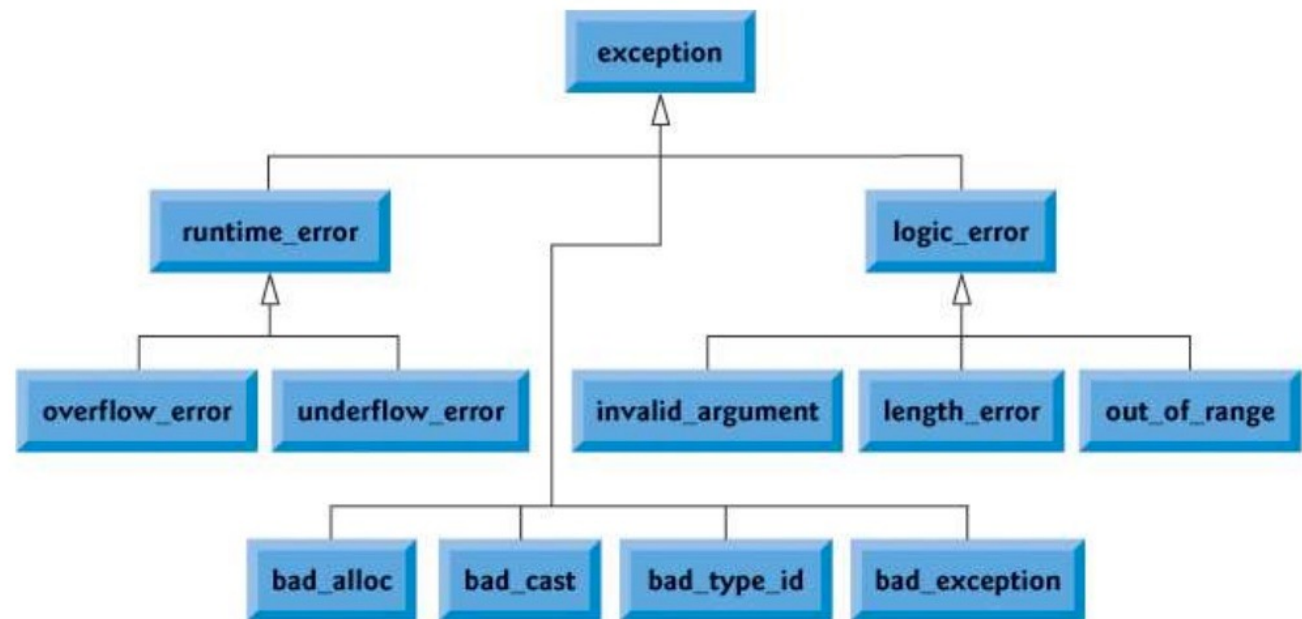 exception
runtime_error
logic_error
overflow_error
underflow_error
invalid_argument
length_error
out_of_range
bad_alloc
bad_cast
bad_type_id
bad_exception